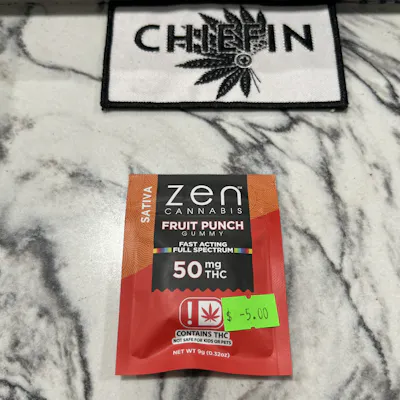 CHIEFIN
SATIVA
zen™
CANNABIS
FRUIT PUNCH
GUMMY
FAST ACTING
FULL SPECTRUM
50 mg
THC
!
$ -5.00
CONTAINS THC
NOT SAFE FOR KIDS OR PETS
NET WT 9g (0.32oz)